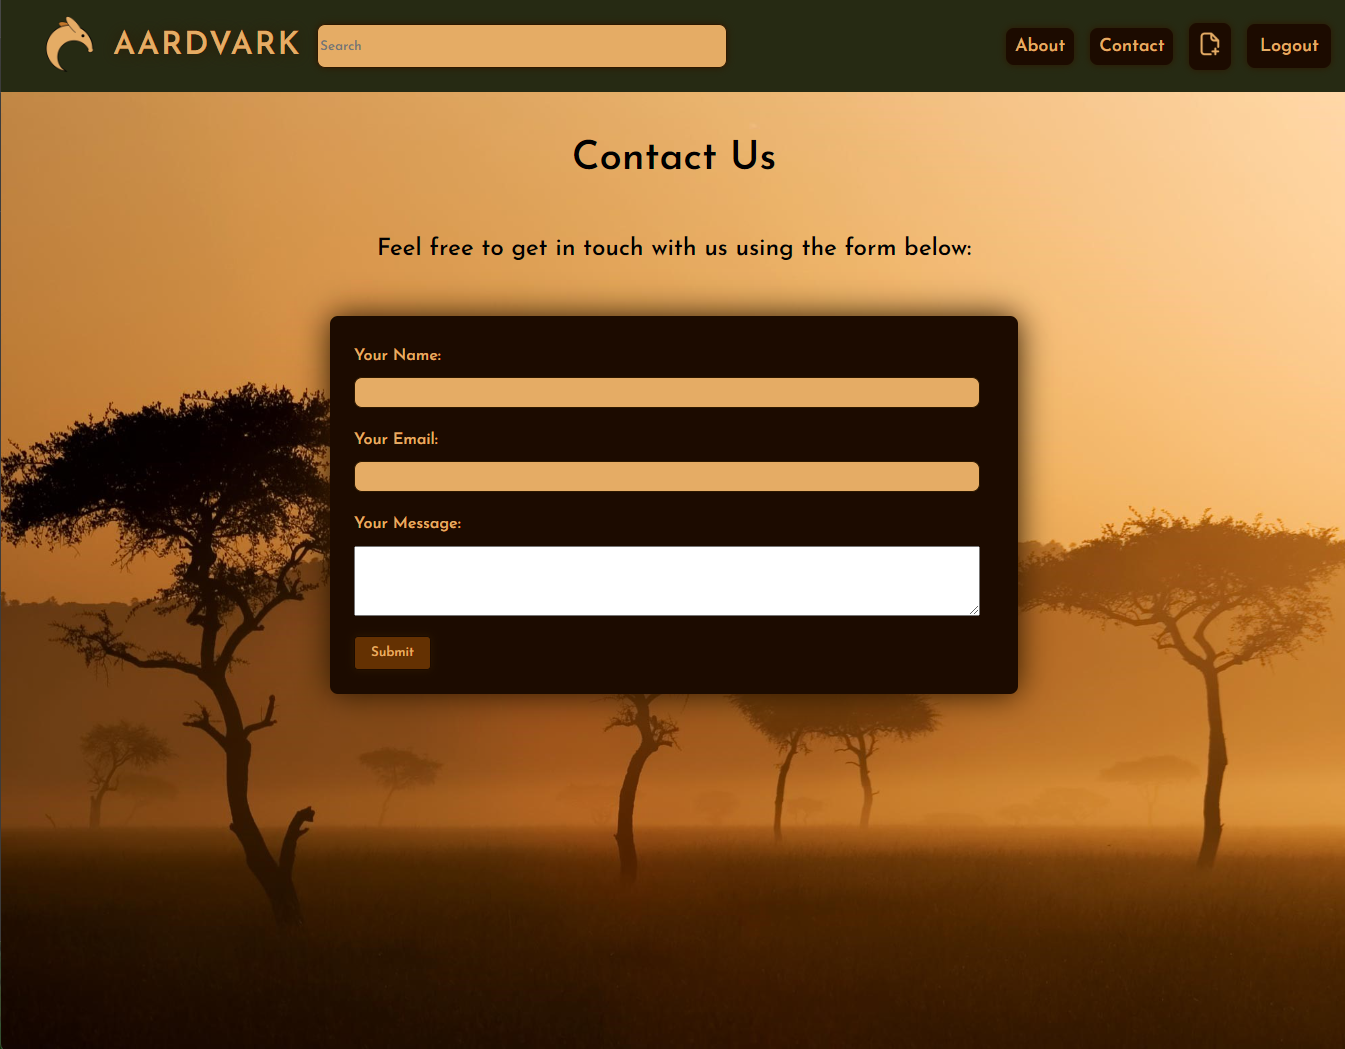 AARDVARK
Search
About
Contact
Logout
Contact Us
Feel free to get in touch with us using the form below:
Your Name:
Your Email:
Your Message:
Submit